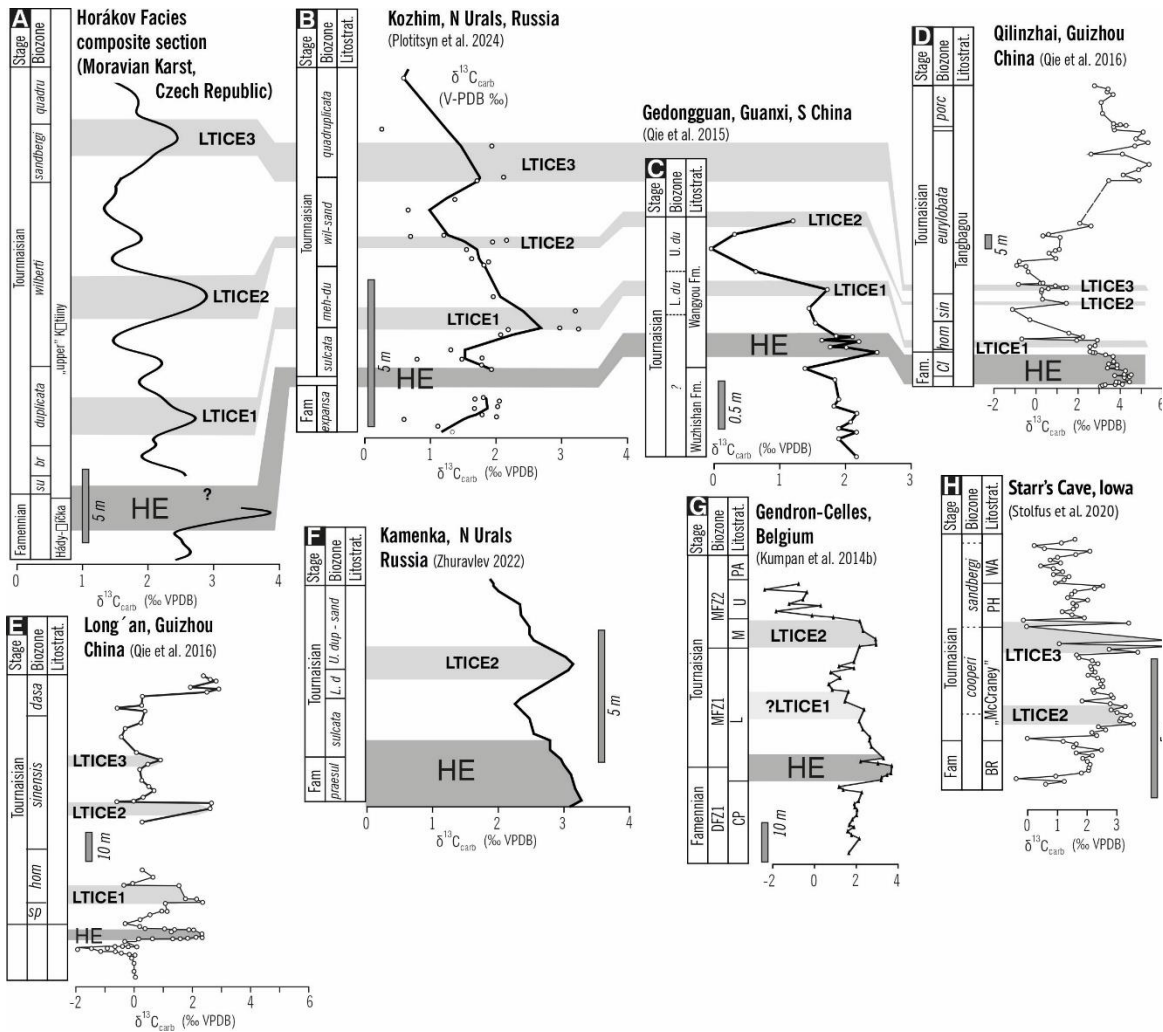 A
Horákov Facies
composite section
(Moravian Karst,
Czech Republic)
Stage
Biozone
Tournnaisian
Famennian
quadru
sandbergi
wilberti
duplicata
br
su
„upper” K□tiny
Hády-□ička
LTICE3
LTICE2
LTICE1
?
HE
5 m
0 1 2 3 4
δ13Ccarb (‰ VPDB)
B
Kozhim, N Urals, Russia
(Plotitsyn et al. 2024)
δ13Ccarb
(V-PDB ‰)
Stage
Biozone
Litostrat.
Tournnaisian
Fam
quadruplicata
wil-sand
meh-du
sulcata
expansa
LTICE3
LTICE2
LTICE1
HE
5 m
0 1 2 3 4
δ13Ccarb (‰ VPDB)
Gedongguan, Guanxi, S China
(Qie et al. 2015)
C
Stage
Biozone
Litostrat.
Tournaisian
U. du
L. du
?
Wangyou Fm.
Wuzhishan Fm.
LTICE2
LTICE1
HE
0.5 m
0 1 2 3
δ13Ccarb (‰ VPDB)
D
Qilinzhai, Guizhou
China (Qie et al. 2016)
Stage
Biozone
Litostrat.
Tournaisian
Fam.
porc
eurylobata
sin
hom
Cl
Tangbagou
5 m
LTICE3
LTICE2
LTICE1
HE
-2 0 2 4 6
δ13Ccarb (‰ VPDB)
E
Long´an, Guizhou
China (Qie et al. 2016)
Stage
Biozone
Litostrat.
Tournaisian
dasa
sinensis
hom
sp
LTICE3
LTICE2
10 m
LTICE1
HE
-2 0 2 4 6
δ13Ccarb (‰ VPDB)
F
Kamenka, N Urals
Russia (Zhuravlev 2022)
Stage
Biozone
Litostrat.
Tournaisian
Fam
U. dup - sand
L. d
sulcata
praesul
LTICE2
HE
5 m
0 1 2 3 4
δ13Ccarb (‰ VPDB)
G
Gendron-Celles,
Belgium
(Kumpan et al. 2014b)
Stage
Biozone
Litostrat.
Tournaisian
Famennian
MFZ2
MFZ1
DFZ1
PA
U
M
L
CP
LTICE2
?LTICE1
HE
10 m
-2 0 2 4
δ13Ccarb (‰ VPDB)
H
Starr's Cave, Iowa
(Stolfus et al. 2020)
Stage
Biozone
Litostrat.
Tournaisian
Fam
sandbergi
cooperi
WA
PH
„McCraney”
BR
LTICE3
LTICE2
0 2 4
δ13Ccarb (‰ VPDB)